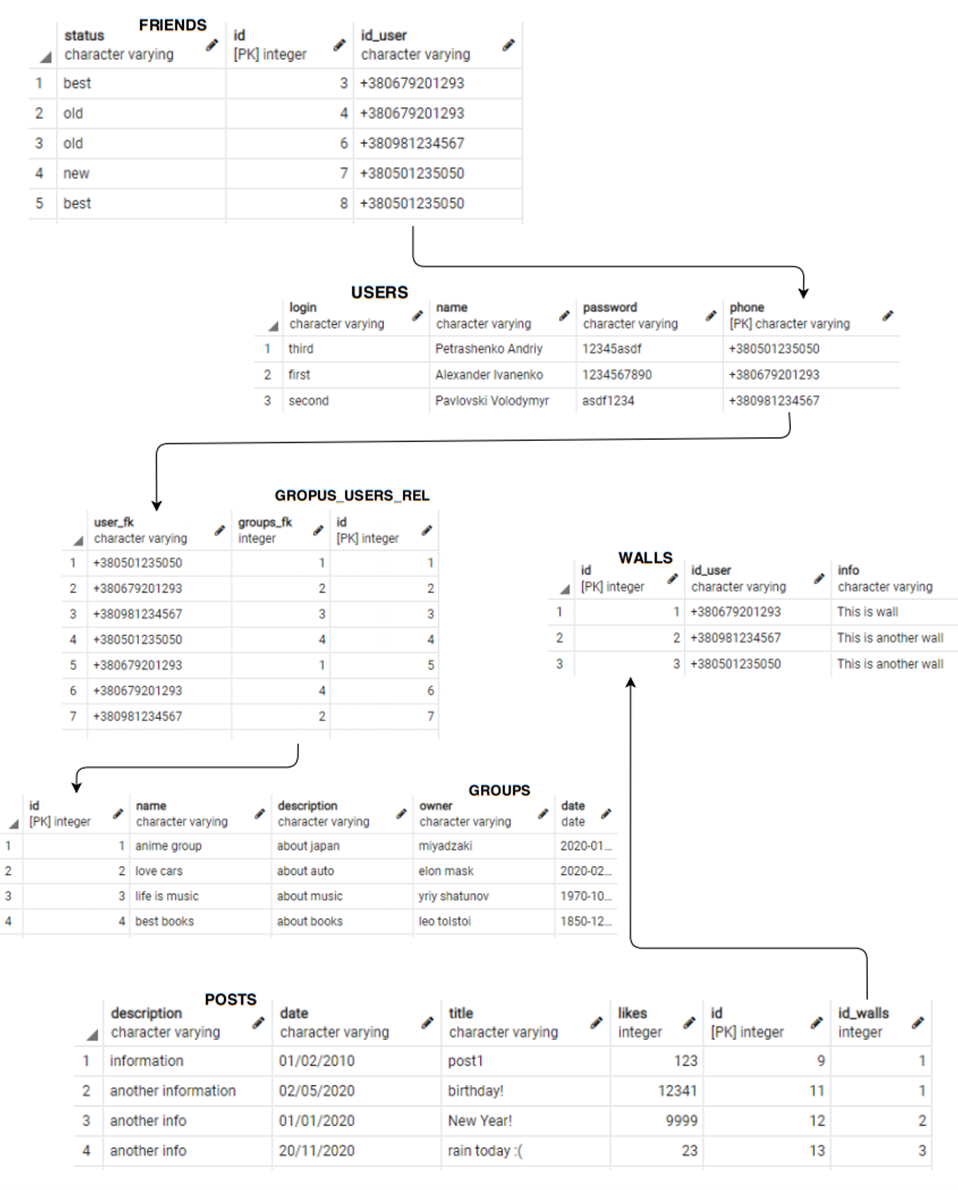 FRIENDS
status id id_user
character varying [PK] integer character varying
1 best 3 +380679201293
2 old 4 +380679201293
3 old 6 +380981234567
4 new 7 +380501235050
5 best 8 +380501235050
USERS
login name password phone
character varying character varying character varying [PK] character varying
1 third Petrashenko Andriy 12345asdf +380501235050
2 first Alexander Ivanenko 1234567890 +380679201293
3 second Pavlovski Volodymyr asdf1234 +380981234567
GROPUS_USERS_REL
user_fk groups_fk id
character varying integer [PK] integer
1 +380501235050 1 1
2 +380679201293 2 2
3 +380981234567 3 3
4 +380501235050 4 4
5 +380679201293 1 5
6 +380679201293 4 6
7 +380981234567 2 7
WALLS
id id_user info
[PK] integer character varying character varying
1 1 +380679201293 This is wall
2 2 +380981234567 This is another wall
3 3 +380501235050 This is another wall
GROUPS
id name description owner date
[PK] integer character varying character varying character varying date
1 1 anime group about japan miyadzaki 2020-01...
2 2 love cars about auto elon mask 2020-02...
3 3 life is music about music yriy shatunov 1970-10...
4 4 best books about books leo tolstoi 1850-12...
POSTS
description date title likes id id_walls
character varying character varying character varying integer [PK] integer integer
1 information 01/02/2010 post1 123 9 1
2 another information 02/05/2020 birthday! 12341 11 1
3 another info 01/01/2020 New Year! 9999 12 2
4 another info 20/11/2020 rain today :( 23 13 3